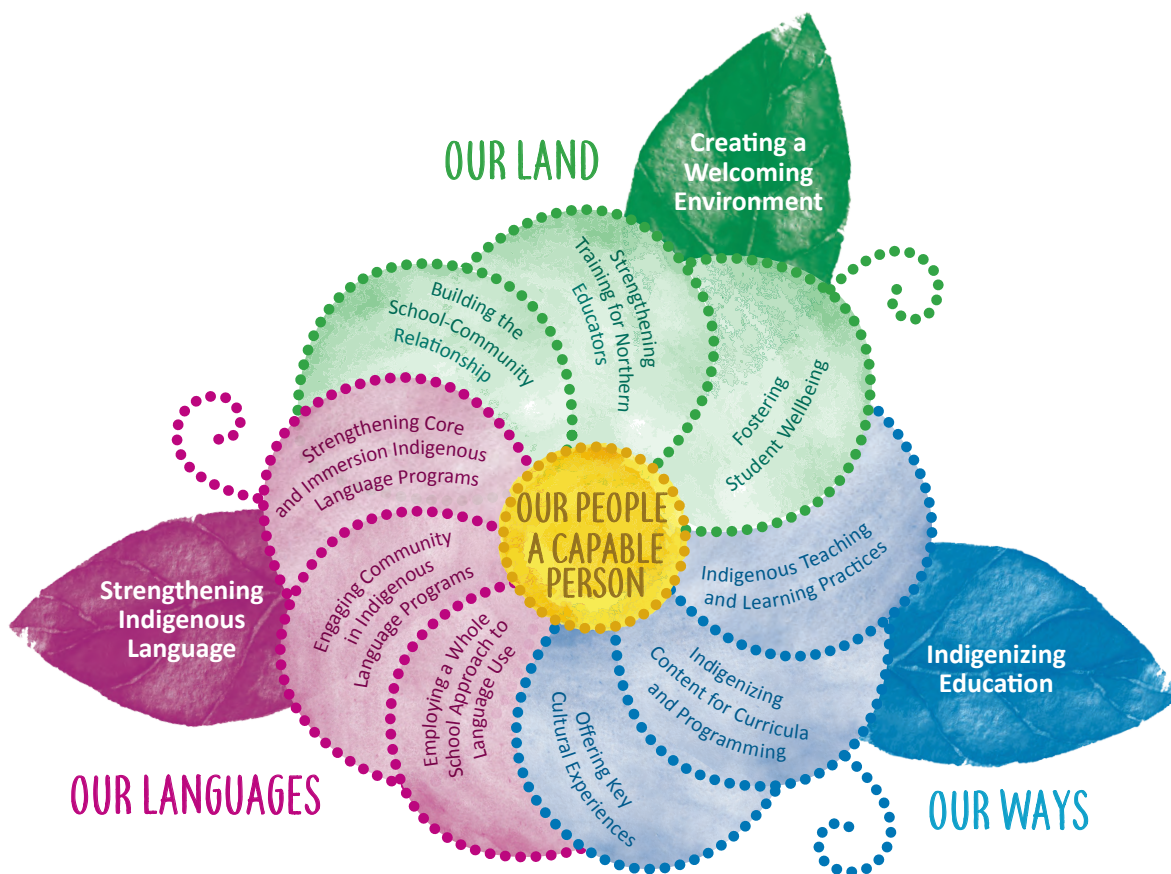 OUR LAND
Creating a
Welcoming
Environment
Building the
School-Community
Relationship
Strengthening
Training for Northern
Educators
Fostering
Student Wellbeing
Strengthening Core
and Immersion Indigenous
Language Programs
Engaging Community
in Indigenous
Language Programs
Employing a Whole
School Approach to
Language Use
OUR PEOPLE
A CAPABLE
PERSON
Indigenous Teaching
and Learning Practices
Indigenizing
Content for Curricula
and Programming
Offering Key
Cultural Experiences
Strengthening
Indigenous
Language
Indigenizing
Education
OUR LANGUAGES
OUR WAYS